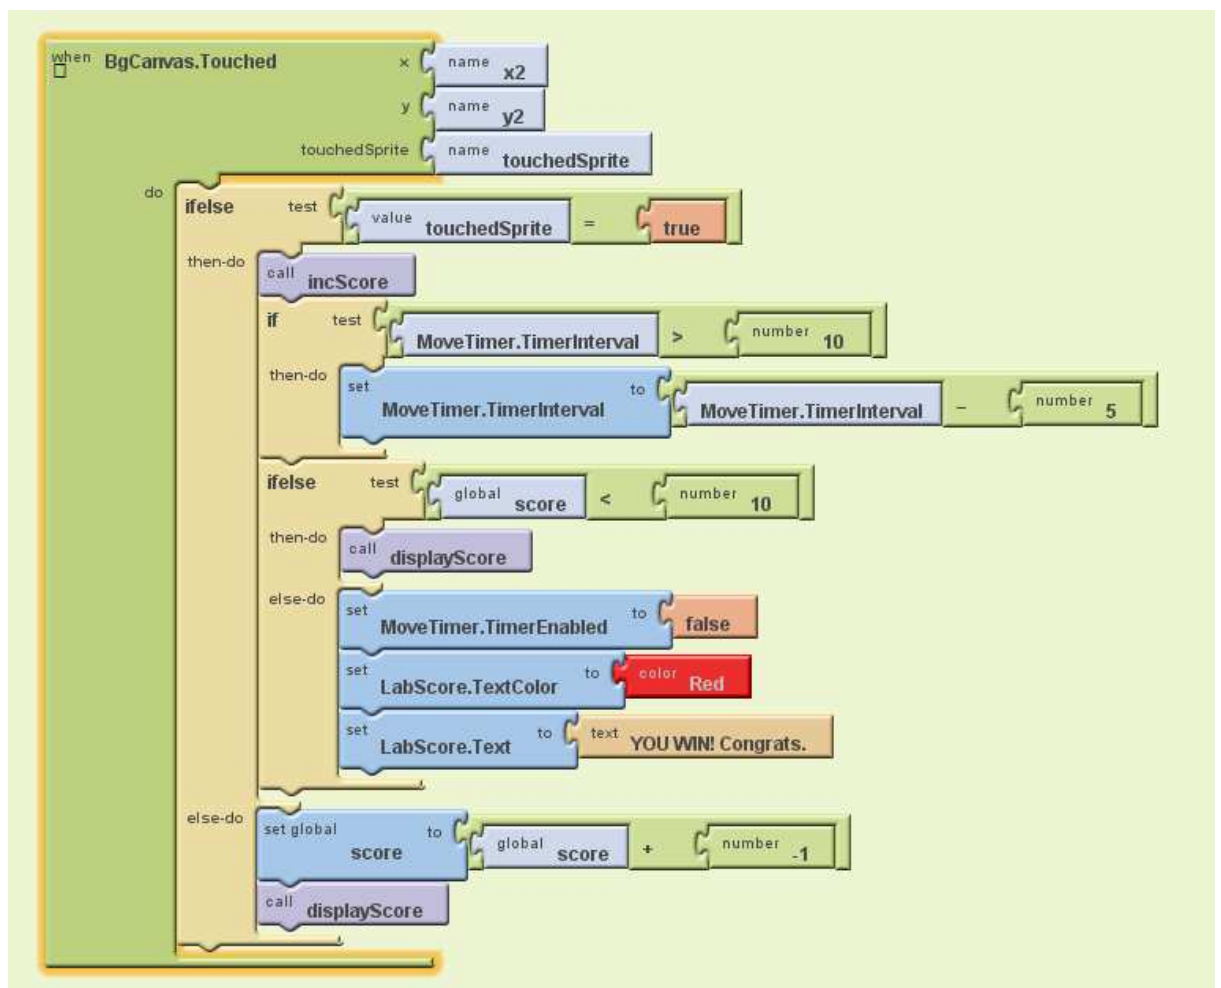 when BgCanvas.Touched x name x2
y name y2
touchedSprite name touchedSprite
do ifelse test value touchedSprite = true
then-do call incScore
if test MoveTimer.TimerInterval > number 10
then-do set MoveTimer.TimerInterval to MoveTimer.TimerInterval - number 5
ifelse test global score < number 10
then-do call displayScore
else-do set MoveTimer.TimerEnabled to false
set LabScore.TextColor to color Red
set LabScore.Text to text YOU WIN! Congrats.
else-do set global score to global score + number -1
call displayScore